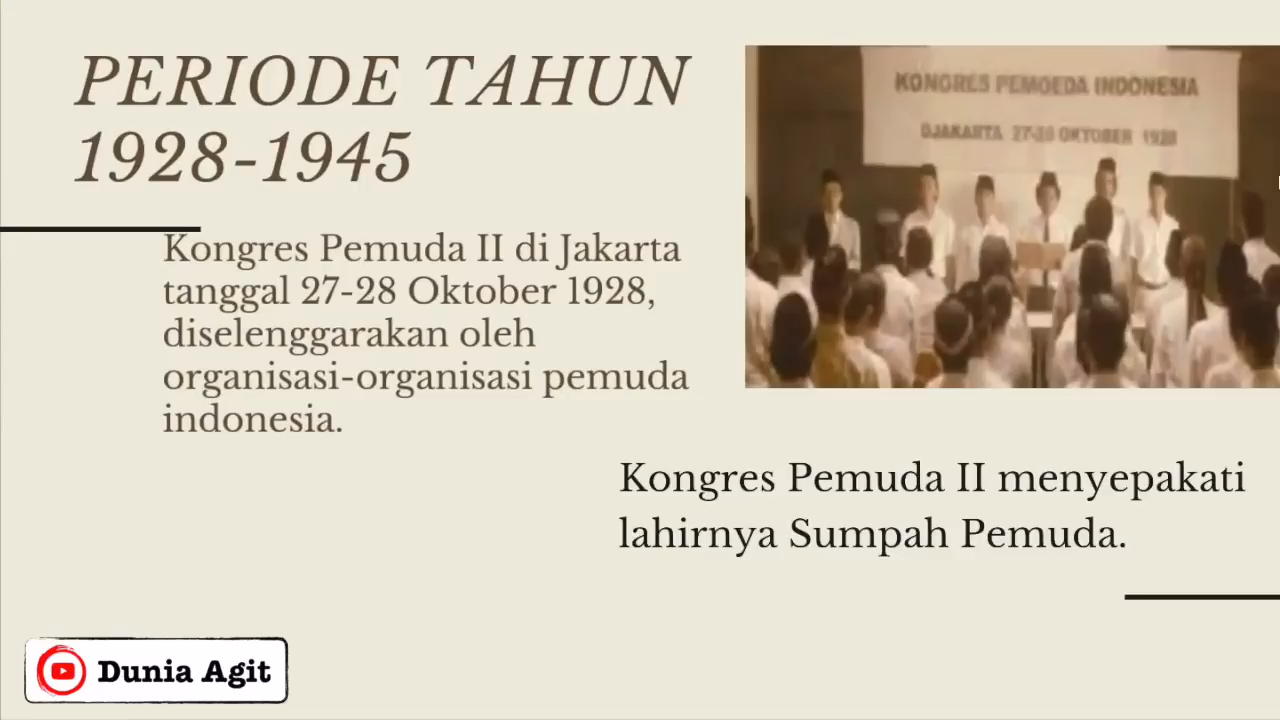 PERIODE TAHUN
1928-1945
Kongres Pemuda II di Jakarta
tanggal 27-28 Oktober 1928,
diselenggarakan oleh
organisasi-organisasi pemuda
indonesia.
KONGRES PEMOEDA INDONESIA
DJAKARTA 27-28 OKTOBER 1928
Kongres Pemuda II menyepakati
lahirnya Sumpah Pemuda.
Dunia Agit